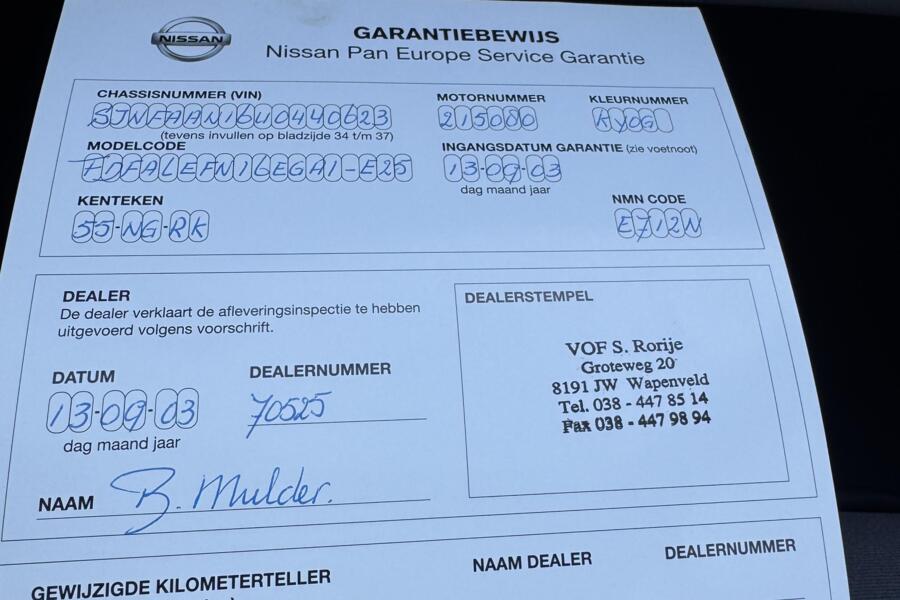 NISSAN
GARANTIEBEWIJS
Nissan Pan Europe Service Garantie
CHASSISNUMMER (VIN)
MOTORNUMMER
KLEURNUMMER
SJNFAAN16U0440623
215080
KY0G
(tevens invullen op bladzijde 34 t/m 37)
MODELCODE
INGANGSDATUM GARANTIE (zie voetnoot)
FDFALEFN16EGA1-E25
13-09-03
dag maand jaar
KENTEKEN
NMN CODE
55-NG-RK
E712N
DEALER
De dealer verklaart de afleveringsinspectie te hebben
uitgevoerd volgens voorschrift.
DATUM
DEALERNUMMER
13-09-03
70525
dag maand jaar
NAAM B. Mulder.
DEALERSTEMPEL
VOF S. Rorije
Groteweg 20
8191 JW Wapenveld
Tel. 038 - 447 85 14
Fax 038 - 447 98 94
GEWIJZIGDE KILOMETERTELLER
NAAM DEALER
DEALERNUMMER